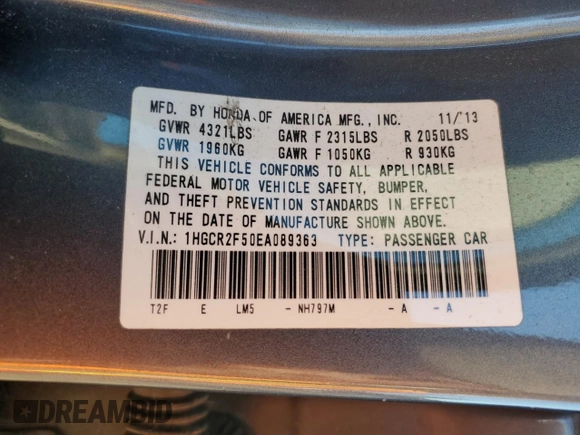 MFD. BY HONDA OF AMERICA MFG., INC. 11/'13
GVWR 4321LBS GAWR F 2315LBS R 2050LBS
GVWR 1960KG GAWR F 1050KG R 930KG
THIS VEHICLE CONFORMS TO ALL APPLICABLE
FEDERAL MOTOR VEHICLE SAFETY, BUMPER,
AND THEFT PREVENTION STANDARDS IN EFFECT
ON THE DATE OF MANUFACTURE SHOWN ABOVE.
V.I.N.: 1HGCR2F50EA089363 TYPE: PASSENGER CAR
T2F E LM5 - NH797M - A - A
DREAMBID